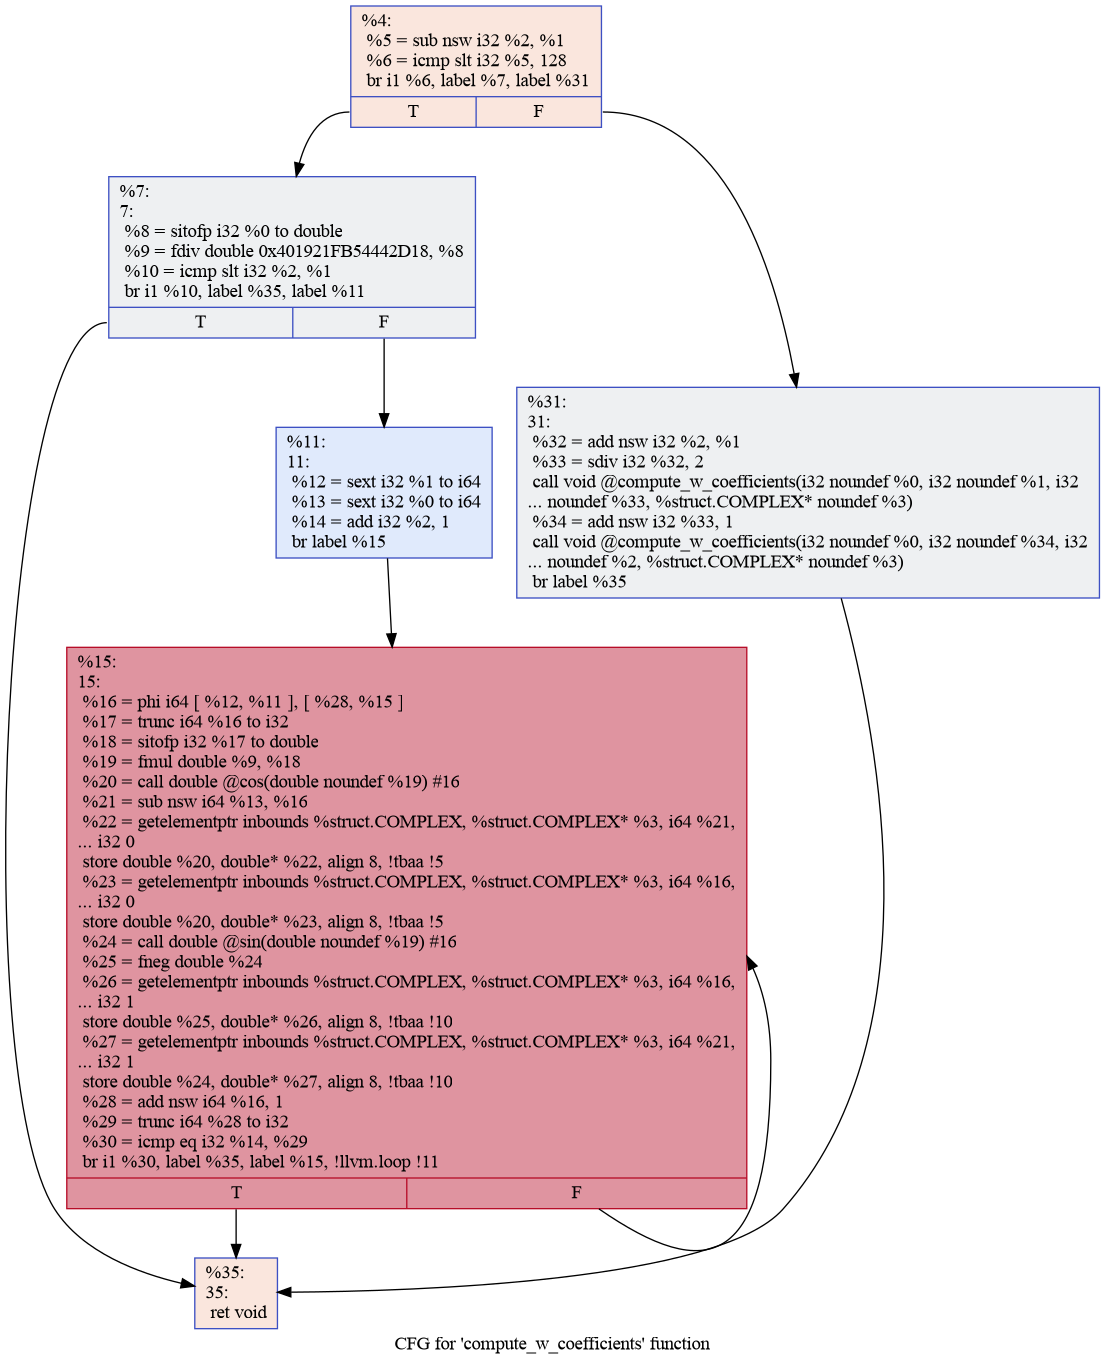 %4:
%5 = sub nsw i32 %2, %1
%6 = icmp slt i32 %5, 128
br i1 %6, label %7, label %31
T
F
%7:
7:
%8 = sitofp i32 %0 to double
%9 = fdiv double 0x401921FB54442D18, %8
%10 = icmp slt i32 %2, %1
br i1 %10, label %35, label %11
T
F
%31:
31:
%32 = add nsw i32 %2, %1
%33 = sdiv i32 %32, 2
call void @compute_w_coefficients(i32 noundef %0, i32 noundef %1, i32
... noundef %33, %struct.COMPLEX* noundef %3)
%34 = add nsw i32 %33, 1
call void @compute_w_coefficients(i32 noundef %0, i32 noundef %34, i32
... noundef %2, %struct.COMPLEX* noundef %3)
br label %35
%11:
11:
%12 = sext i32 %1 to i64
%13 = sext i32 %0 to i64
%14 = add i32 %2, 1
br label %15
%15:
15:
%16 = phi i64 [ %12, %11 ], [ %28, %15 ]
%17 = trunc i64 %16 to i32
%18 = sitofp i32 %17 to double
%19 = fmul double %9, %18
%20 = call double @cos(double noundef %19) #16
%21 = sub nsw i64 %13, %16
%22 = getelementptr inbounds %struct.COMPLEX, %struct.COMPLEX* %3, i64 %21,
... i32 0
store double %20, double* %22, align 8, !tbaa !5
%23 = getelementptr inbounds %struct.COMPLEX, %struct.COMPLEX* %3, i64 %16,
... i32 0
store double %20, double* %23, align 8, !tbaa !5
%24 = call double @sin(double noundef %19) #16
%25 = fneg double %24
%26 = getelementptr inbounds %struct.COMPLEX, %struct.COMPLEX* %3, i64 %16,
... i32 1
store double %25, double* %26, align 8, !tbaa !10
%27 = getelementptr inbounds %struct.COMPLEX, %struct.COMPLEX* %3, i64 %21,
... i32 1
store double %24, double* %27, align 8, !tbaa !10
%28 = add nsw i64 %16, 1
%29 = trunc i64 %28 to i32
%30 = icmp eq i32 %14, %29
br i1 %30, label %35, label %15, !llvm.loop !11
T
F
%35:
35:
ret void
CFG for 'compute_w_coefficients' function